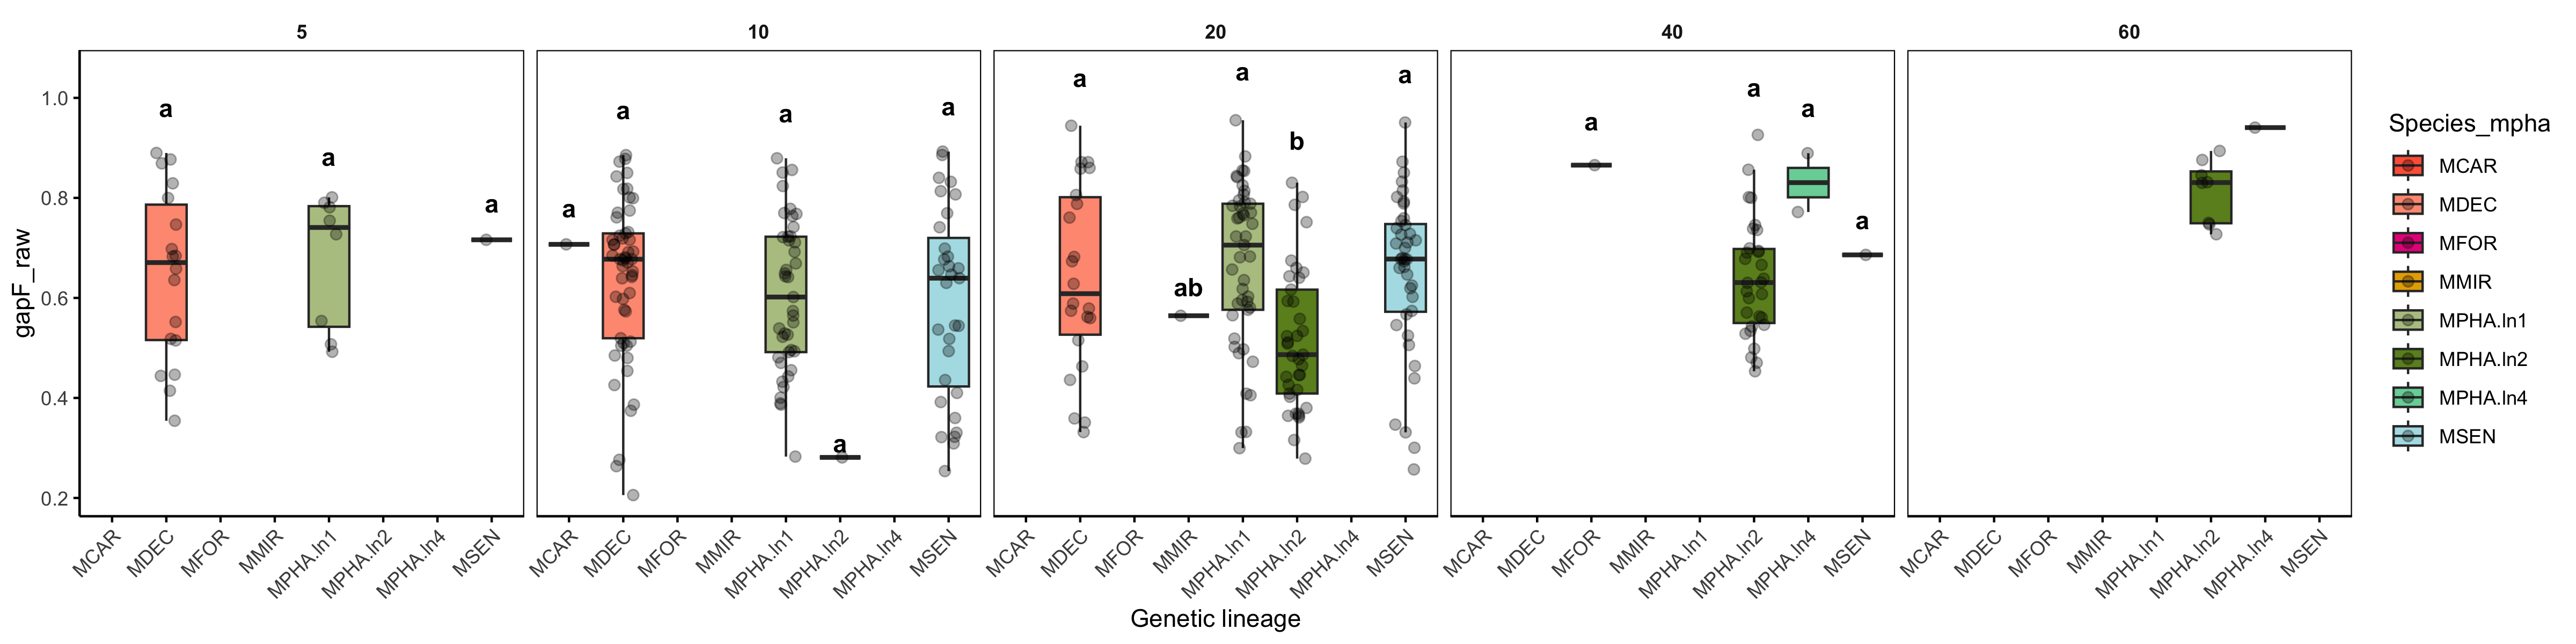 5 10 20 40 60
gapF_raw
1.0
0.8
0.6
0.4
0.2
a a a
a a a a a
a ab a b a
a a a a
MCAR MDEC MFOR MMIR MPHA.ln1 MPHA.ln2 MPHA.ln4 MSEN
MCAR MDEC MFOR MMIR MPHA.ln1 MPHA.ln2 MPHA.ln4 MSEN
MCAR MDEC MFOR MMIR MPHA.ln1 MPHA.ln2 MPHA.ln4 MSEN
MCAR MDEC MFOR MMIR MPHA.ln1 MPHA.ln2 MPHA.ln4 MSEN
MCAR MDEC MFOR MMIR MPHA.ln1 MPHA.ln2 MPHA.ln4 MSEN
Genetic lineage
Species_mpha
MCAR
MDEC
MFOR
MMIR
MPHA.ln1
MPHA.ln2
MPHA.ln4
MSEN